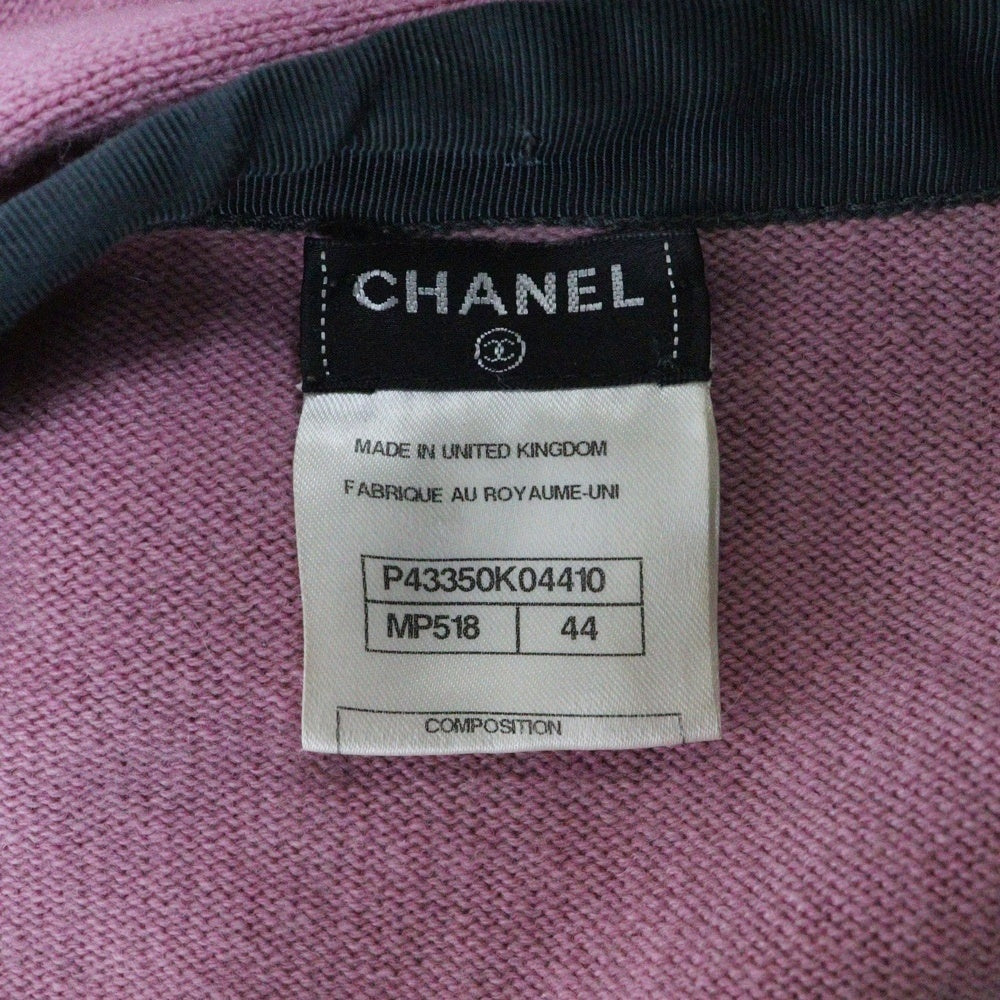 CHANEL
MADE IN UNITED KINGDOM
FABRIQUE AU ROYAUME-UNI
P43350K04410
MP518 44
COMPOSITION